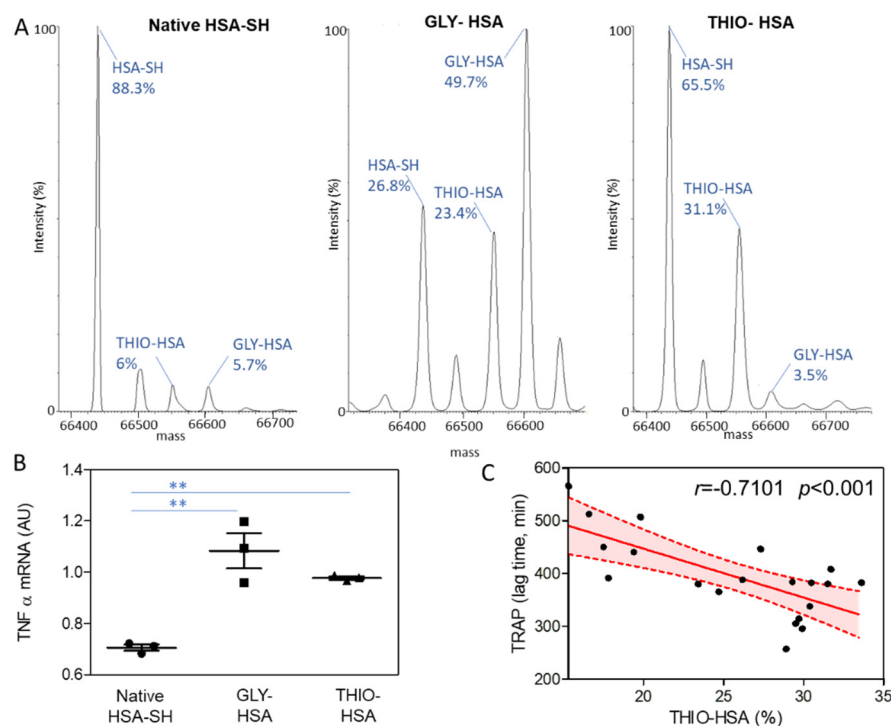 A
Native HSA-SH
GLY- HSA
THIO- HSA
100
Intensity (%)
0
HSA-SH
88.3%
THIO-HSA
6%
GLY-HSA
5.7%
66400 66500 66600 66700
mass
100
Intensity (%)
0
GLY-HSA
49.7%
HSA-SH
26.8%
THIO-HSA
23.4%
66400 66500 66600
mass
100
Intensity (%)
0
HSA-SH
65.5%
THIO-HSA
31.1%
GLY-HSA
3.5%
66400 66500 66600 66700
mass
B
TNF α mRNA (AU)
1.4
1.2
1.0
0.8
0.6
**
**
Native
HSA-SH
GLY-
HSA
THIO-
HSA
C
TRAP (lag time, min)
600
500
400
300
200
r=-0.7101 p<0.001
20 25 30 35
THIO-HSA (%)